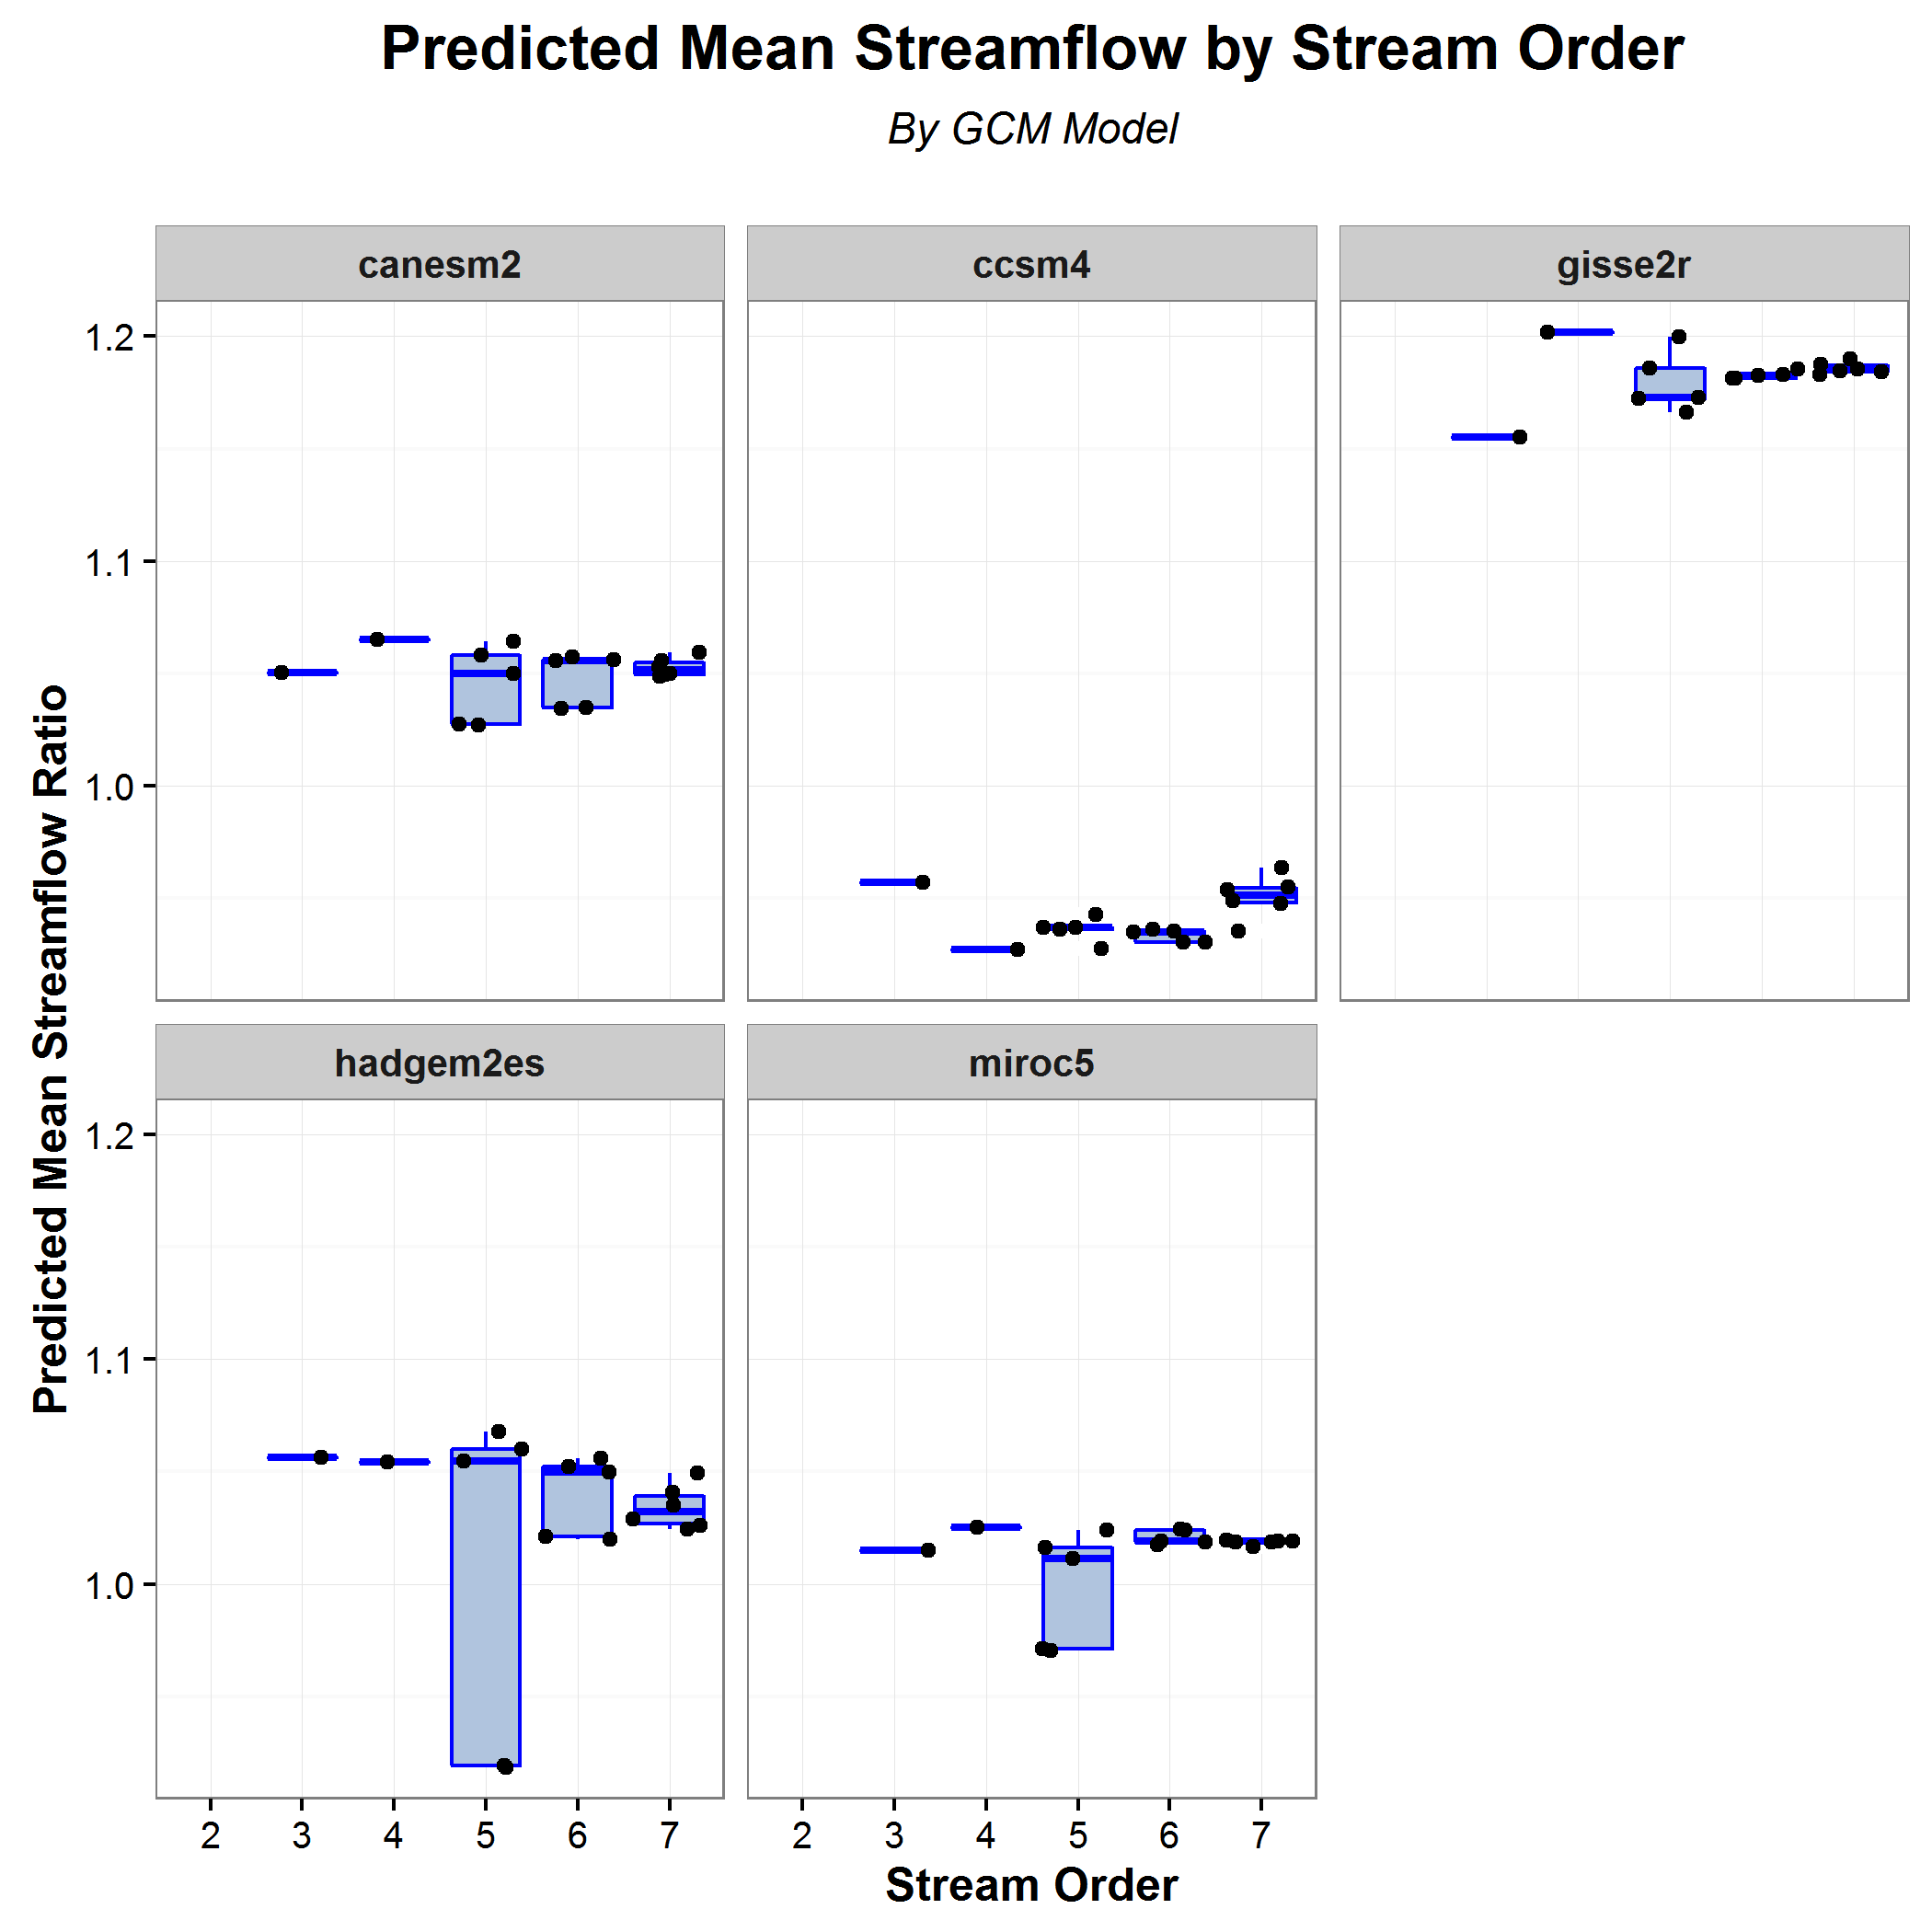 Predicted Mean Streamflow by Stream Order
By GCM Model
canesm2
ccsm4
gisse2r
1.2
1.1
1.0
Predicted Mean Streamflow Ratio
hadgem2es
miroc5
1.2
1.1
1.0
2 3 4 5 6 7
2 3 4 5 6 7
Stream Order